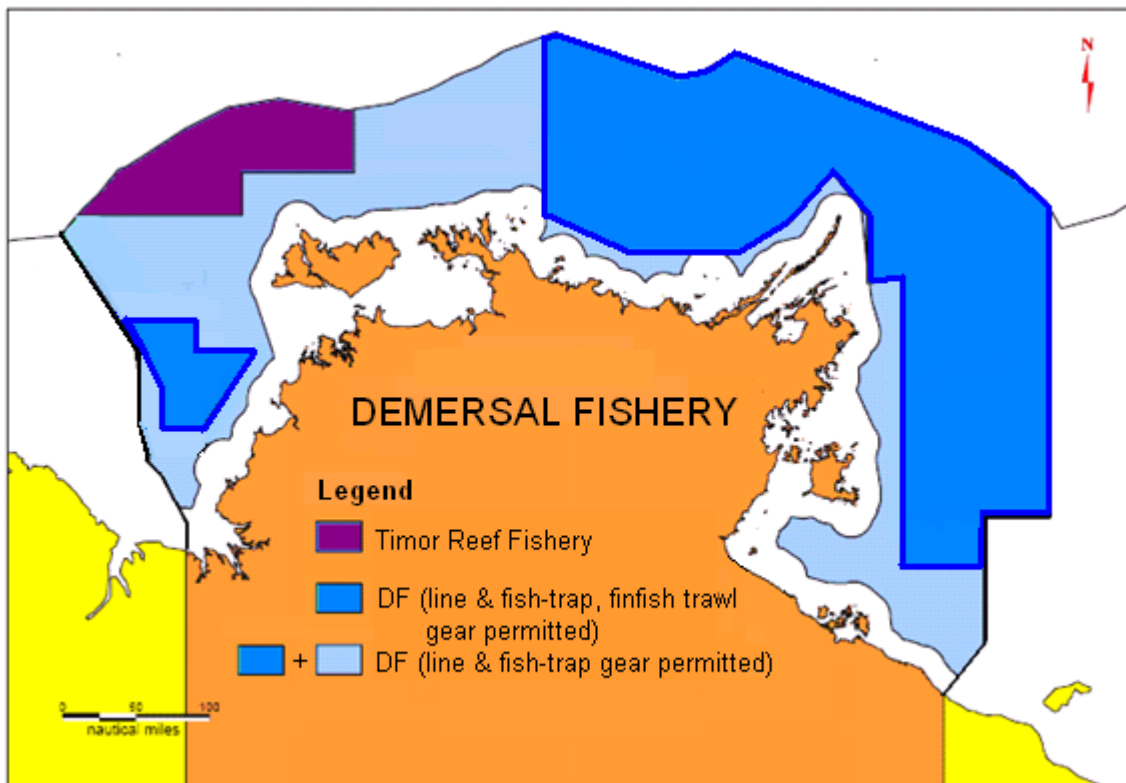 N
DEMERSAL FISHERY
Legend
Timor Reef Fishery
DF (line & fish-trap, finfish trawl
gear permitted)
+ DF (line & fish-trap gear permitted)
0 50 100
nautical miles